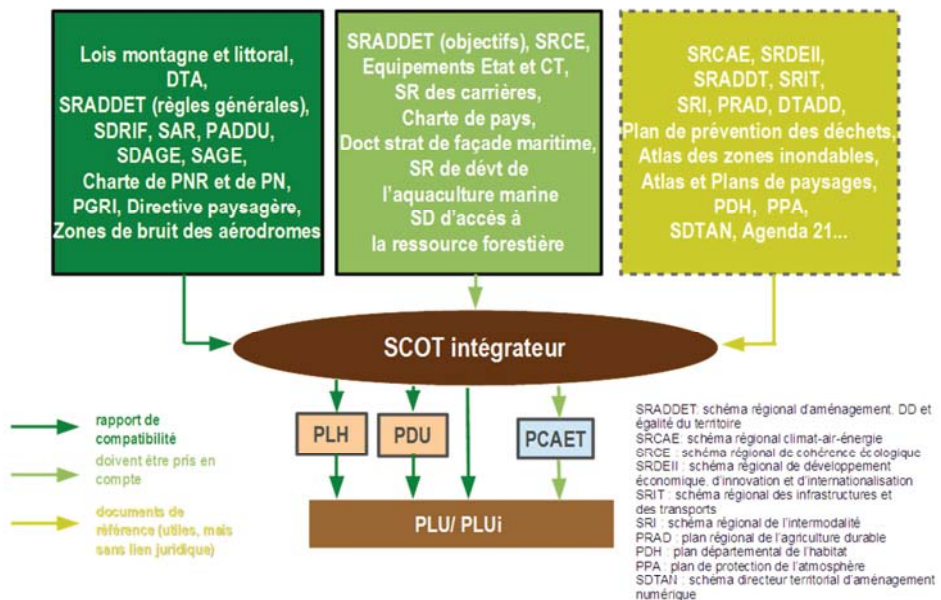 Lois montagne et littoral,
DTA,
SRADDET (règles générales),
SDRIF, SAR, PADDU,
SDAGE, SAGE,
Charte de PNR et de PN,
PGRI, Directive paysagère,
Zones de bruit des aérodromes
SRADDET (objectifs), SRCE,
Equipements Etat et CT,
SR des carrières,
Charte de pays,
Doct strat de façade maritime,
SR de dévt de
l'aquaculture marine
SD d'accès à
la ressource forestière
SRCAE, SRDEII,
SRADDT, SRIT,
SRI, PRAD, DTADD,
Plan de prévention des déchets,
Atlas des zones inondables,
Atlas et Plans de paysages,
PDH, PPA,
SDTAN, Agenda 21...
SCOT intégrateur
rapport de
compatibilité
doivent être pris en
compte
documents de
référence (utiles, mais
sans lien juridique)
PLH
PDU
PCAET
PLU/ PLUi
SRADDET: schéma régional d'aménagement, DD et
égalité du territoire
SRCAE: schéma régional climat-air-énergie
SRCE : schéma régional de cohérence écologique
SRDEII : schéma régional de développement
économique, d'innovation et d'internationalisation
SRIT : schéma régional des infrastructures et
des transports
SRI : schéma régional de l'intermodalité
PRAD : plan régional de l'agriculture durable
PDH : plan départemental de l'habitat
PPA : plan de protection de l'atmosphère
SDTAN : schéma directeur territorial d'aménagement
numérique